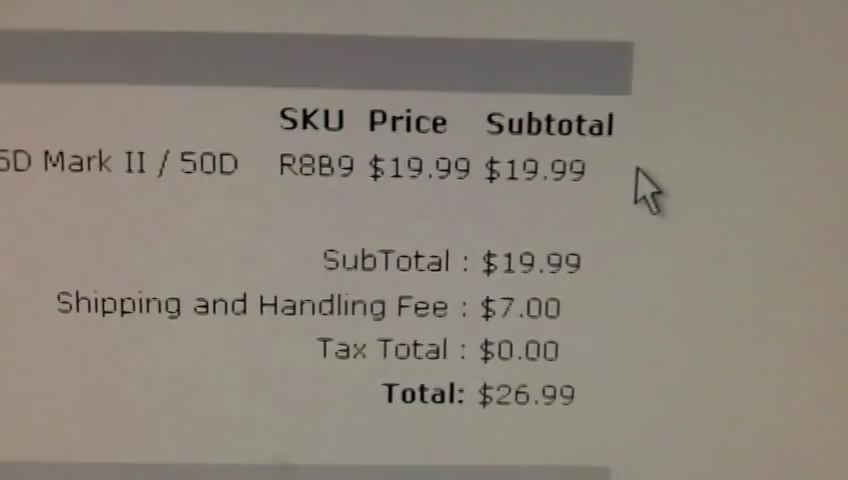 SKU Price Subtotal
5D Mark II / 50D R8B9 $19.99 $19.99
SubTotal : $19.99
Shipping and Handling Fee : $7.00
Tax Total : $0.00
Total: $26.99